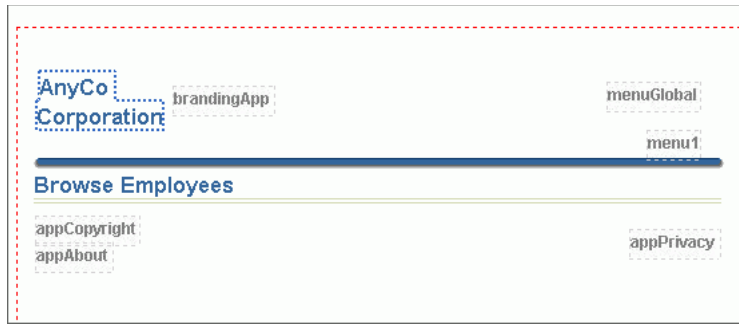 AnyCo
Corporation
brandingApp
menuGlobal
menu1
Browse Employees
appCopyright
appAbout
appPrivacy